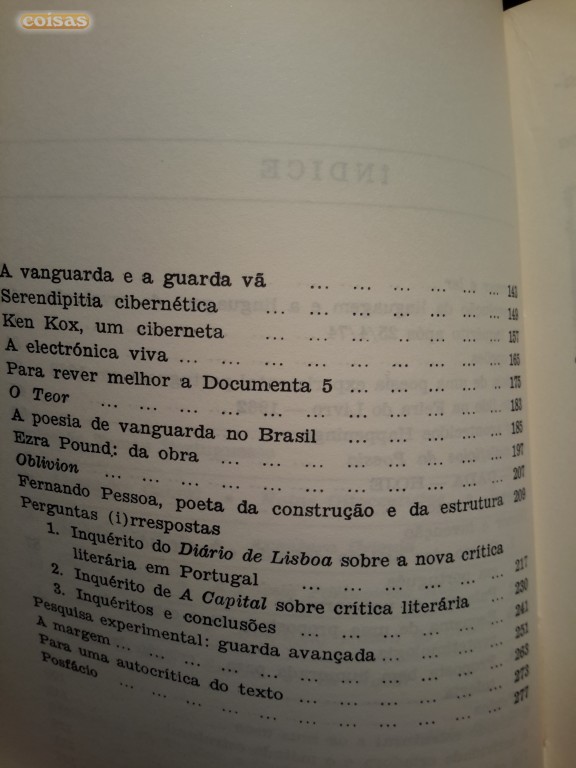 coisas
INDICE
A vanguarda e a guarda vã ... ... ... ... ... ... 141
Serendipitia cibernética ... ... ... ... ... ... ... 149
Ken Kox, um ciberneta ... ... ... ... ... ... ... 157
A electrónica viva ... ... ... ... ... ... ... ... ... 165
Para rever melhor a Documenta 5 ... ... ... ... .. 175
O Teor ... ... ... ... ... ... ... ... ... ... ... 183
A poesia de vanguarda no Brasil ... ... ... ... ... 185
Ezra Pound: da obra ... ... ... ... ... ... ... ... 197
Oblivion ... ... ... ... ... ... ... ... ... ... ... 207
Fernando Pessoa, poeta da construção e da estrutura 209
Perguntas (i)rrespostas
1. Inquérito do Diário de Lisboa sobre a nova crítica
literária em Portugal ... ... ... ... ... ... 217
2. Inquérito de A Capital sobre crítica literária ... 230
3. Inquéritos e conclusões ... ... ... ... ... ... 241
Pesquisa experimental: guarda avançada ... ... ... ... 251
A margem ... ... ... ... ... ... ... ... ... ... ... 263
Para uma autocrítica do texto ... ... ... ... ... ... 273
Posfácio ... ... ... ... ... ... ... ... ... ... ... 277